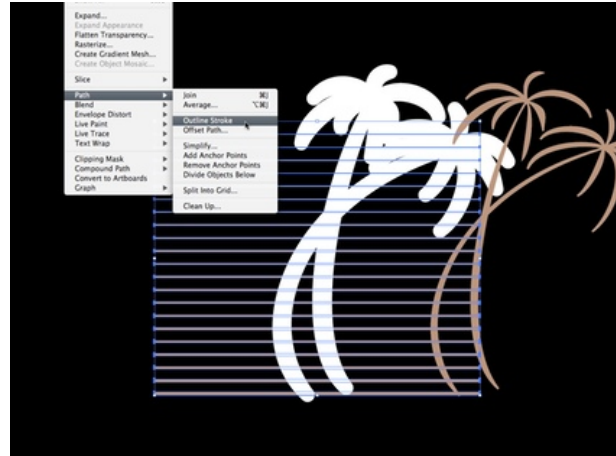 Expand...
Expand Appearance
Flatten Transparency...
Rasterize...
Create Gradient Mesh...
Create Object Mosaic...
Slice
Path
Blend
Envelope Distort
Live Paint
Live Trace
Text Wrap
Clipping Mask
Compound Path
Convert to Artboards
Graph
Join ⌘J
Average... ⌥⌘J
Outline Stroke
Offset Path...
Simplify...
Add Anchor Points
Remove Anchor Points
Divide Objects Below
Split Into Grid...
Clean Up...